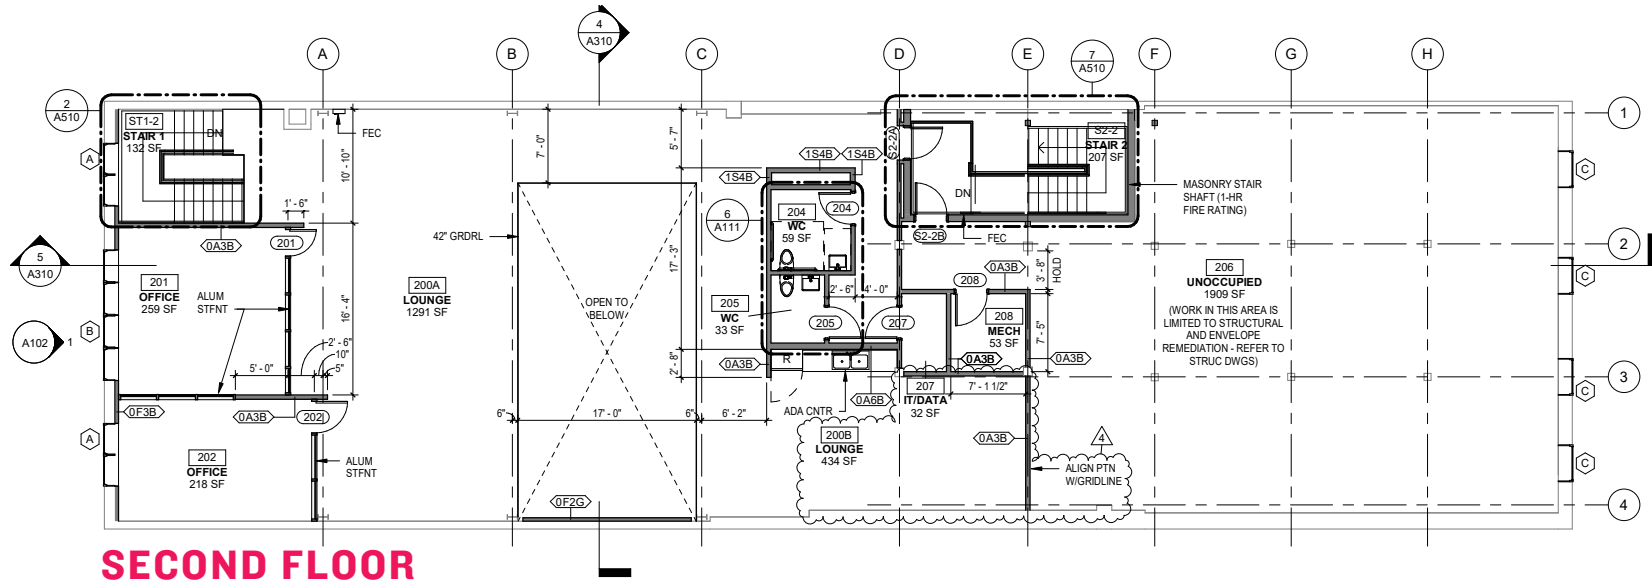 4
A310
7
A510
A
B
C
D
E
F
G
H
2
A510
ST1-2
STAIR 1
132 SF
DN
FEC
10' - 10"
7' - 0"
5' - 7"
1S4B
1S4B
1S4B
S2-2A
S2-2
STAIR 2
207 SF
DN
1
MASONRY STAIR
SHAFT (1-HR
FIRE RATING)
A
C
1' - 6"
0A3B
201
6
A111
204
WC
59 SF
204
S2-2B
FEC
2
5
A310
42" GRDRL
17' - 3"
201
OFFICE
259 SF
ALUM
STFNT
200A
LOUNGE
1291 SF
OPEN TO
BELOW
205
WC
33 SF
2' - 6"
4' - 0"
208
0A3B
3' - 8"
HOLD
206
UNOCCUPIED
1909 SF
(WORK IN THIS AREA IS
LIMITED TO STRUCTURAL
AND ENVELOPE
REMEDIATION - REFER TO
STRUC DWGS)
C
B
A102
1
16' - 4"
2' - 6"
10"
5"
5' - 0"
205
207
208
MECH
53 SF
7' - 5"
0A3B
0A3B
0A3B
2' - 8"
R
3
C
0F3B
0A3B
202
6"
17' - 0"
6"
6' - 2"
ADA CNTR
0A6B
207
IT/DATA
32 SF
7' - 1 1/2"
A
202
OFFICE
218 SF
ALUM
STFNT
200B
LOUNGE
434 SF
0A3B
4
ALIGN PTN
W/GRIDLINE
C
0F2G
4
SECOND FLOOR